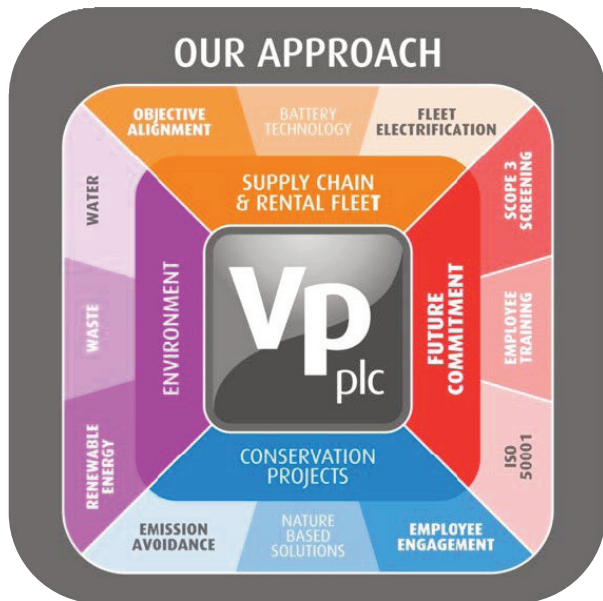 OUR APPROACH
OBJECTIVE
ALIGNMENT
BATTERY
TECHNOLOGY
FLEET
ELECTRIFICATION
SUPPLY CHAIN
& RENTAL FLEET
WATER
WASTE
RENEWABLE
ENERGY
ENVIRONMENT
Vp
plc
FUTURE
COMMITMENT
SCOPE 3
SCREENING
EMPLOYEE
TRAINING
ISO
50001
CONSERVATION
PROJECTS
EMISSION
AVOIDANCE
NATURE
BASED
SOLUTIONS
EMPLOYEE
ENGAGEMENT